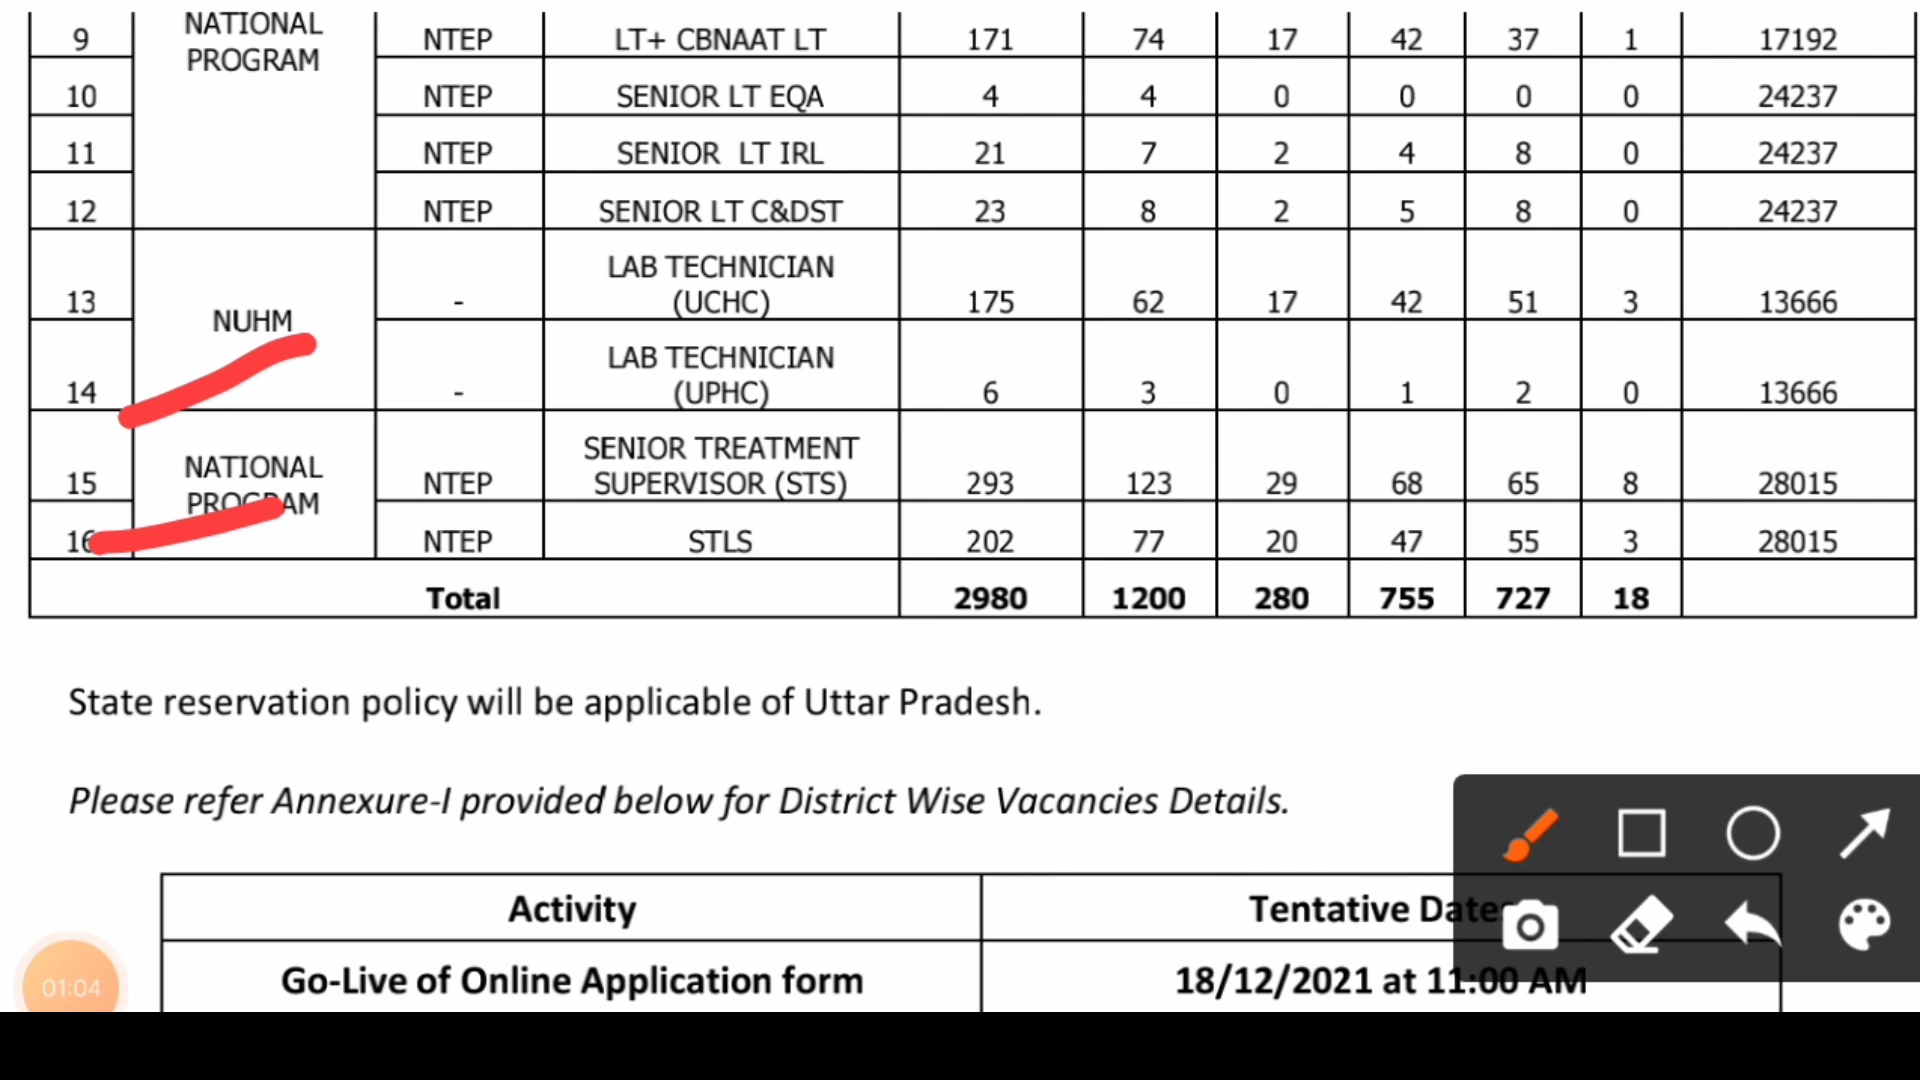 9 NATIONAL PROGRAM NTEP LT+ CBNAAT LT 171 74 17 42 37 1 17192
10 NTEP SENIOR LT EQA 4 4 0 0 0 0 24237
11 NTEP SENIOR LT IRL 21 7 2 4 8 0 24237
12 NTEP SENIOR LT C&DST 23 8 2 5 8 0 24237
13 NUHM - LAB TECHNICIAN (UCHC) 175 62 17 42 51 3 13666
14 - LAB TECHNICIAN (UPHC) 6 3 0 1 2 0 13666
15 NATIONAL PROGRAM NTEP SENIOR TREATMENT SUPERVISOR (STS) 293 123 29 68 65 8 28015
16 NTEP STLS 202 77 20 47 55 3 28015
Total 2980 1200 280 755 727 18
State reservation policy will be applicable of Uttar Pradesh.
Please refer Annexure-I provided below for District Wise Vacancies Details.
Activity Tentative Dates
Go-Live of Online Application form 18/12/2021 at 11:00 AM
01:04